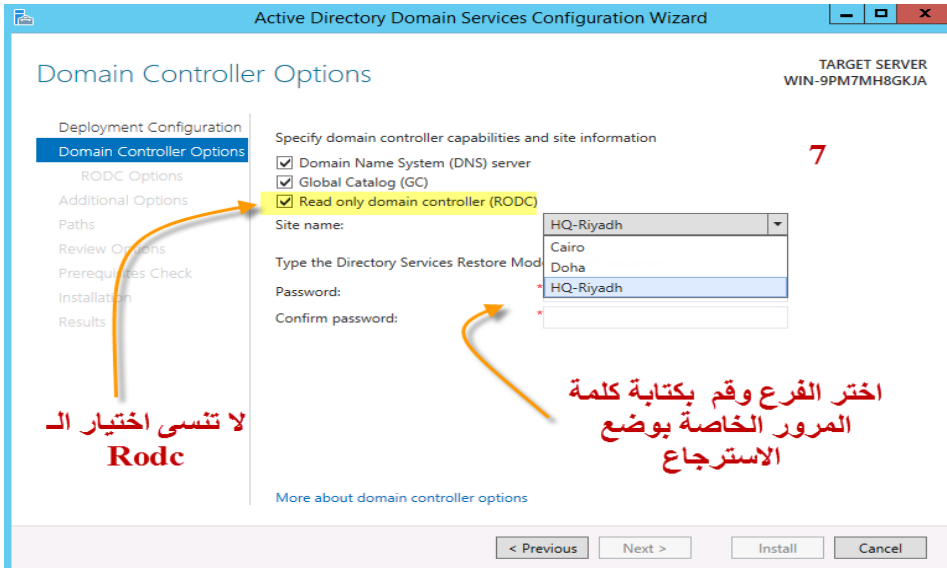 Active Directory Domain Services Configuration Wizard
Domain Controller Options
TARGET SERVER
WIN-9PM7MH8GKJA
Deployment Configuration
Domain Controller Options
RODC Options
Additional Options
Paths
Review Options
Prerequisites Check
Installation
Results
Specify domain controller capabilities and site information
7
Domain Name System (DNS) server
Global Catalog (GC)
Read only domain controller (RODC)
Site name:
HQ-Riyadh
Cairo
Doha
HQ-Riyadh
Type the Directory Services Restore Mod
Password:
*
Confirm password:
*
لا تنسى اختيار الـ
Rodc
اختر الفرع وقم بكتابة كلمة
المرور الخاصة بوضع
الاسترجاع
More about domain controller options
< Previous
Next >
Install
Cancel